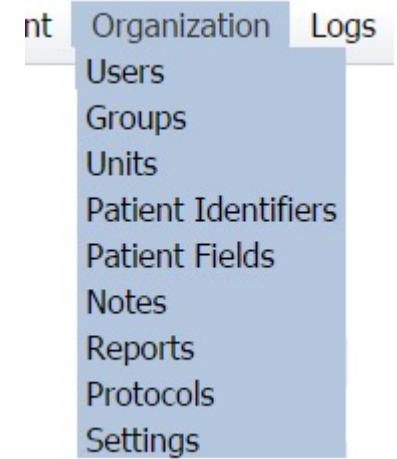 nt Organization Logs
Users
Groups
Units
Patient Identifiers
Patient Fields
Notes
Reports
Protocols
Settings